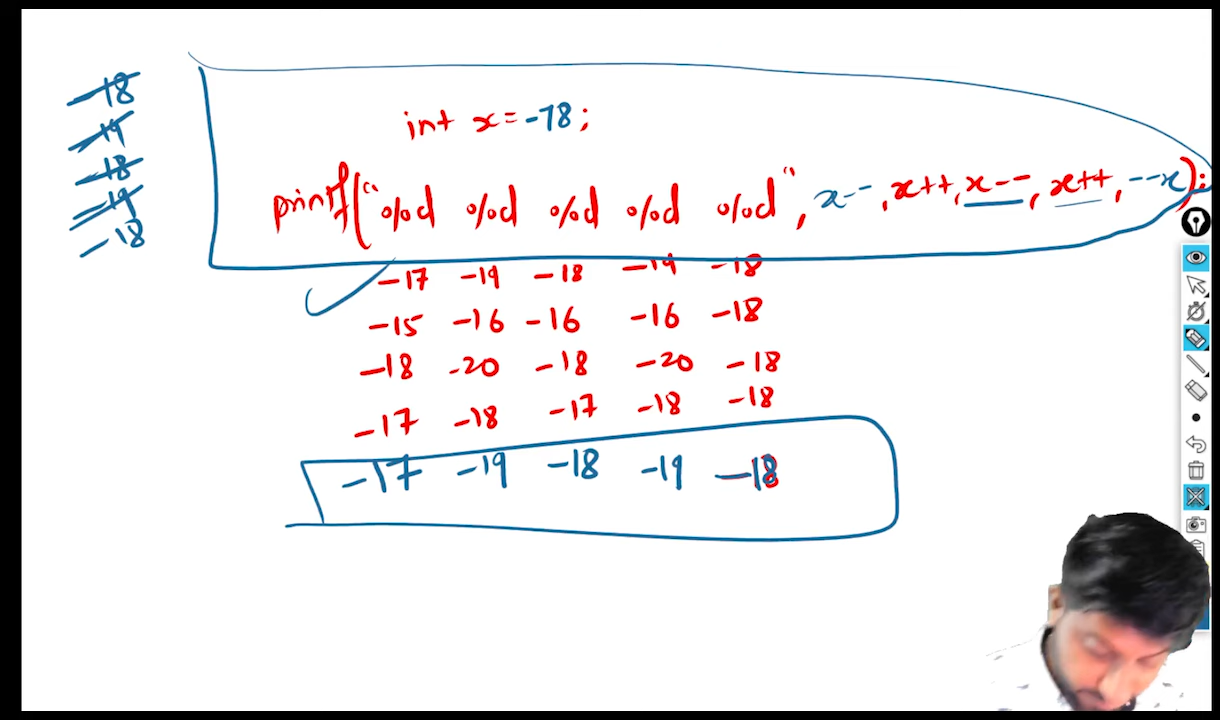 int x = -78;
printf("%d %d %d %d %d", x--, x++, x--, x++, --x);
-17 -19 -18 -19 -18
-15 -16 -16 -16 -18
-18 -20 -18 -20 -18
-17 -18 -17 -18 -18
-17 -19 -18 -19 -18
-18
-19
-18
-19
-18